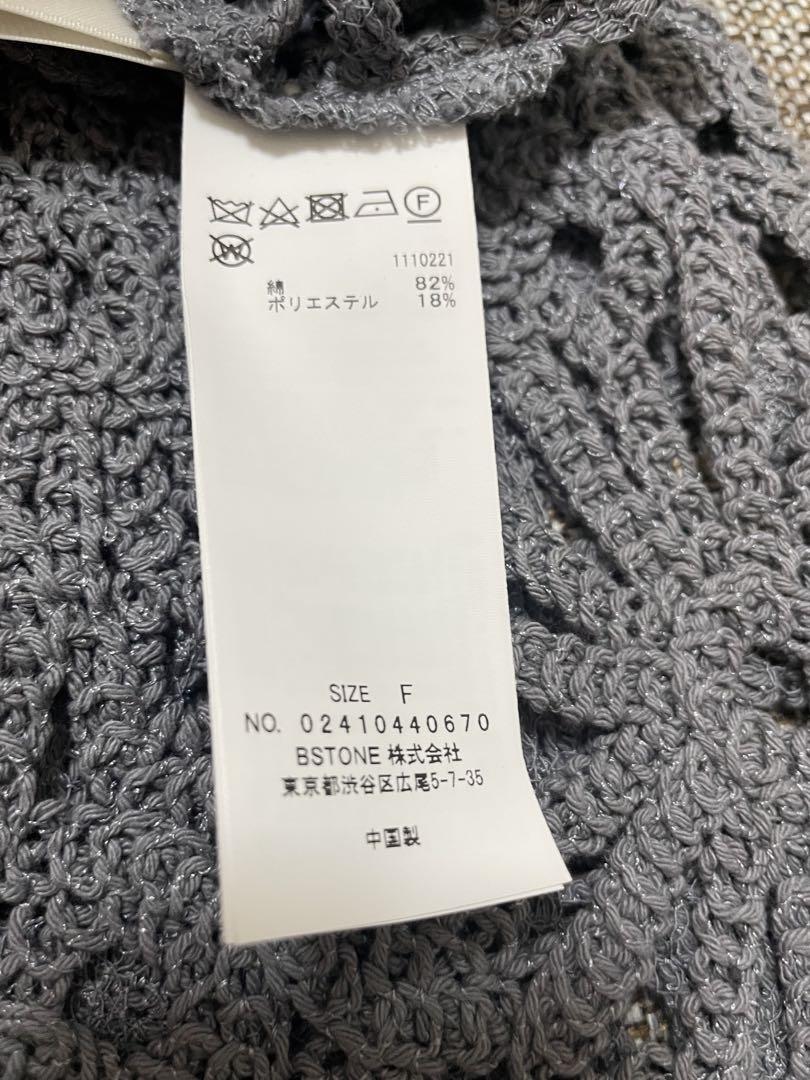 F
W
1110221
綿 82%
ポリエステル 18%
SIZE F
NO. 02410440670
BSTONE 株式会社
東京都渋谷区広尾5-7-35
中国製